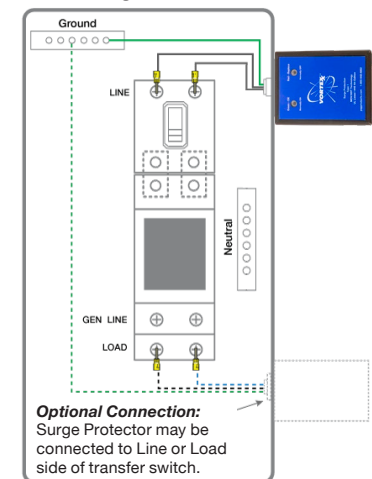 Ground
LINE
Neutral
GEN LINE
LOAD
Optional Connection:
Surge Protector may be
connected to Line or Load
side of transfer switch.